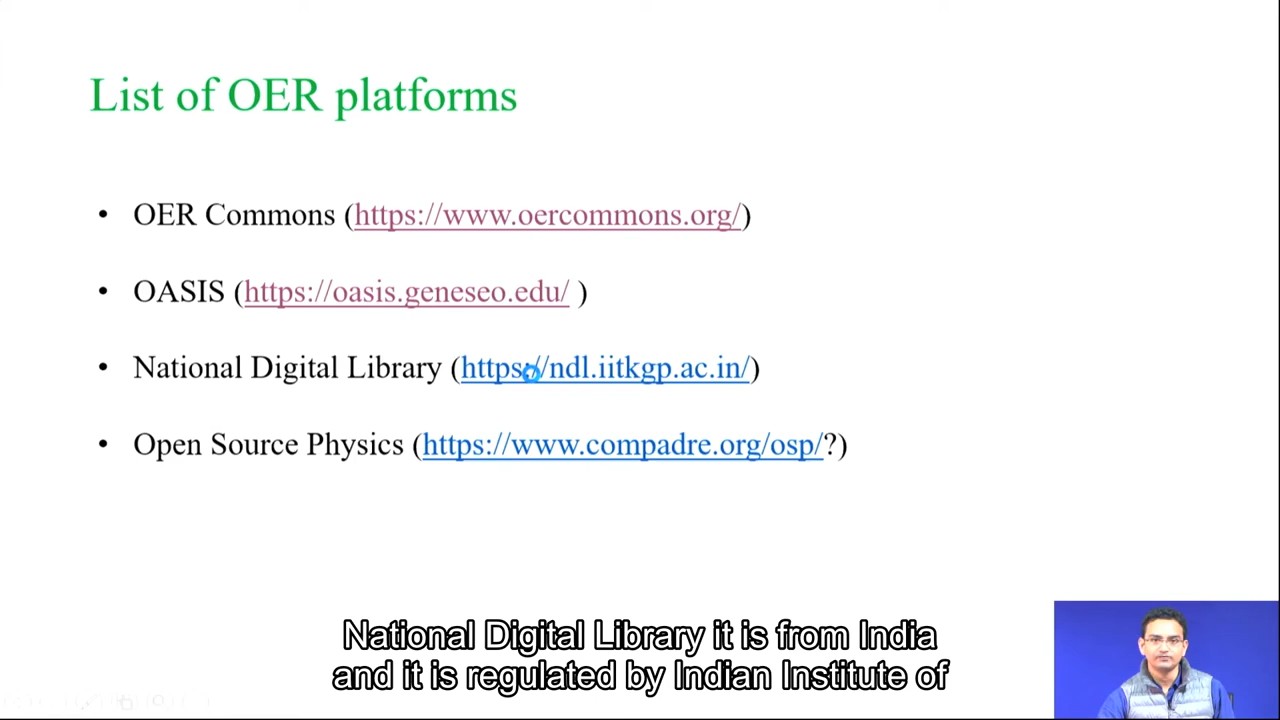 List of OER platforms
• OER Commons (https://www.oercommons.org/)
• OASIS (https://oasis.geneseo.edu/ )
• National Digital Library (https://ndl.iitkgp.ac.in/)
• Open Source Physics (https://www.compadre.org/osp/?)
National Digital Library it is from India
and it is regulated by Indian Institute of